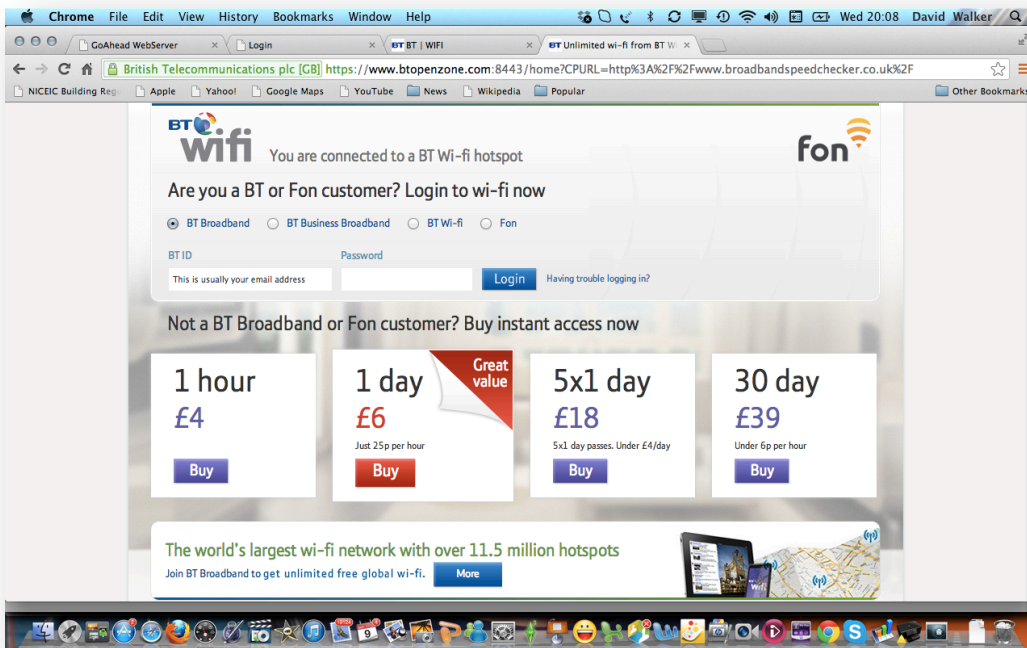 Chrome File Edit View History Bookmarks Window Help Wed 20:08 David Walker
GoAhead WebServer Login BT BT | WIFI BT Unlimited wi-fi from BT W
British Telecommunications plc [GB] https://www.btopenzone.com:8443/home?CPURL=http%3A%2F%2Fwww.broadbandspeedchecker.co.uk%2F
NICEIC Building Reg Apple Yahoo! Google Maps YouTube News Wikipedia Popular Other Bookmarks
BT
wifi You are connected to a BT Wi-fi hotspot fon
Are you a BT or Fon customer? Login to wi-fi now
BT Broadband BT Business Broadband BT Wi-fi Fon
BT ID Password
This is usually your email address Login Having trouble logging in?
Not a BT Broadband or Fon customer? Buy instant access now
1 hour
£4
Buy
1 day
Great
value
£6
Just 25p per hour
Buy
5x1 day
£18
5x1 day passes. Under £4/day
Buy
30 day
£39
Under 6p per hour
Buy
The world's largest wi-fi network with over 11.5 million hotspots
Join BT Broadband to get unlimited free global wi-fi. More
wifi